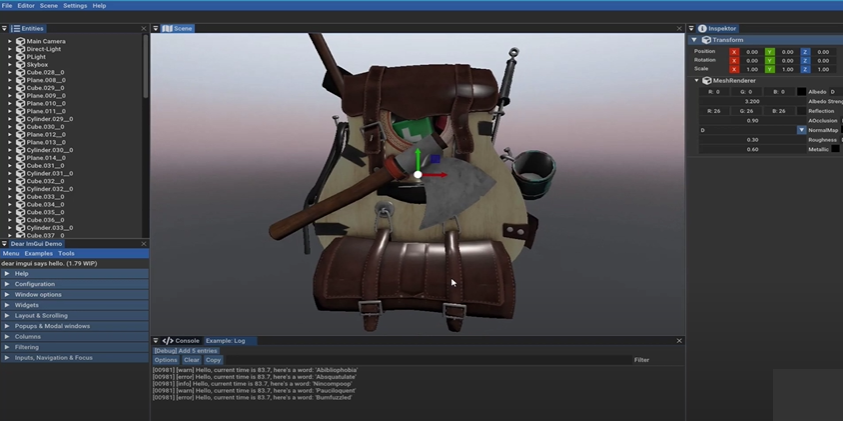 File Editor Scene Settings Help
Entities
Main Camera
Direct-Light
PLight
Skybox
Cube.028__0
Plane.008__0
Cube.029__0
Plane.009__0
Plane.010__0
Plane.011__0
Cylinder.029__0
Cube.030__0
Plane.012__0
Plane.013__0
Cylinder.030__0
Plane.014__0
Cube.031__0
Cylinder.031__0
Cube.032__0
Cylinder.032__0
Cube.033__0
Cube.034__0
Cube.035__0
Cube.036__0
Cylinder.033__0
Cube.037__0
Dear ImGui Demo
Menu Examples Tools
dear imgui says hello. (1.79 WIP)
Help
Configuration
Window options
Widgets
Layout & Scrolling
Popups & Modal windows
Columns
Filtering
Inputs, Navigation & Focus
Scene
Console Example: Log
[Debug] Add 5 entries
Options Clear Copy Filter
[00981] [warn] Hello, current time is 83.7, here's a word: 'Abibliophobia'
[00981] [error] Hello, current time is 83.7, here's a word: 'Absquatulate'
[00981] [info] Hello, current time is 83.7, here's a word: 'Nincompoop'
[00981] [warn] Hello, current time is 83.7, here's a word: 'Pauciloquent'
[00981] [error] Hello, current time is 83.7, here's a word: 'Bumfuzzled'
Inspektor
Transform
Position X 0.00 Y 0.00 Z 0.00
Rotation X 0.00 Y 0.00 Z 0.00
Scale X 1.00 Y 1.00 Z 1.00
MeshRenderer
R: 0 G: 0 B: 0 Albedo D
3.200 Albedo Streng
R: 26 G: 26 B: 26 Reflection
0.90 AOcclusion
D NormalMap
0.30 Roughness
0.60 Metallic